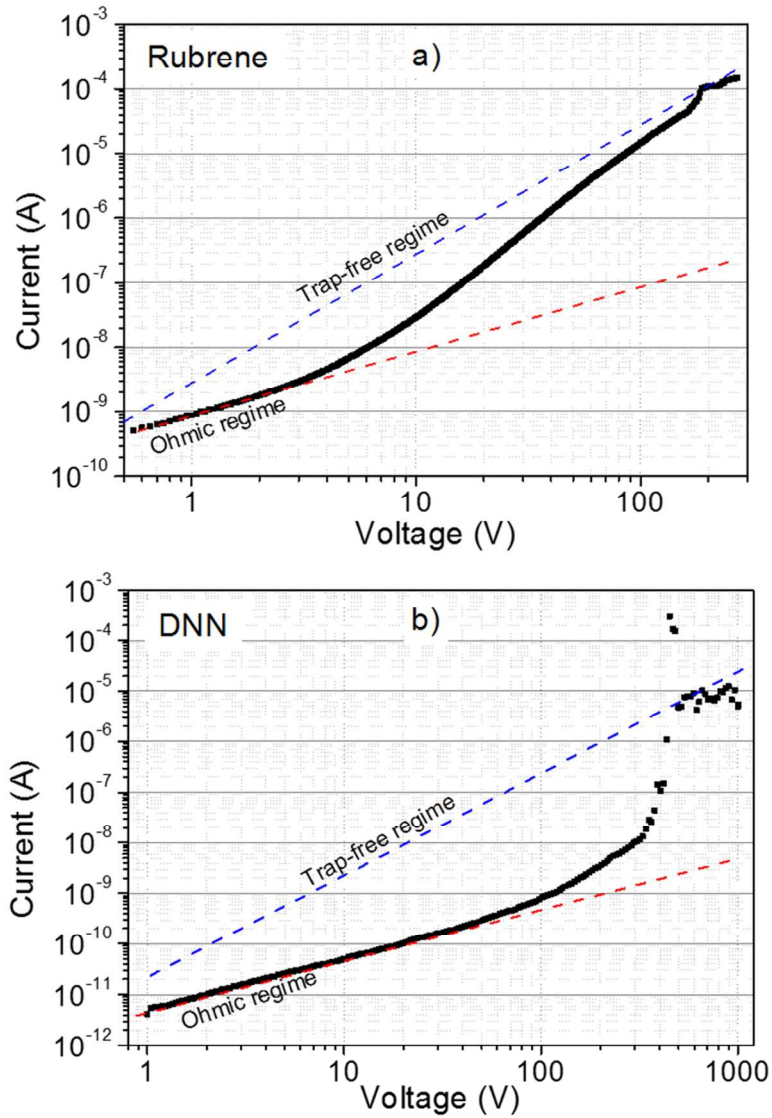 Rubrene a)
10⁻³
10⁻⁴
10⁻⁵
10⁻⁶
10⁻⁷
10⁻⁸
10⁻⁹
10⁻¹⁰
Current (A)
Trap-free regime
Ohmic regime
1 10 100
Voltage (V)
DNN b)
10⁻³
10⁻⁴
10⁻⁵
10⁻⁶
10⁻⁷
10⁻⁸
10⁻⁹
10⁻¹⁰
10⁻¹¹
10⁻¹²
Current (A)
Trap-free regime
Ohmic regime
1 10 100 1000
Voltage (V)